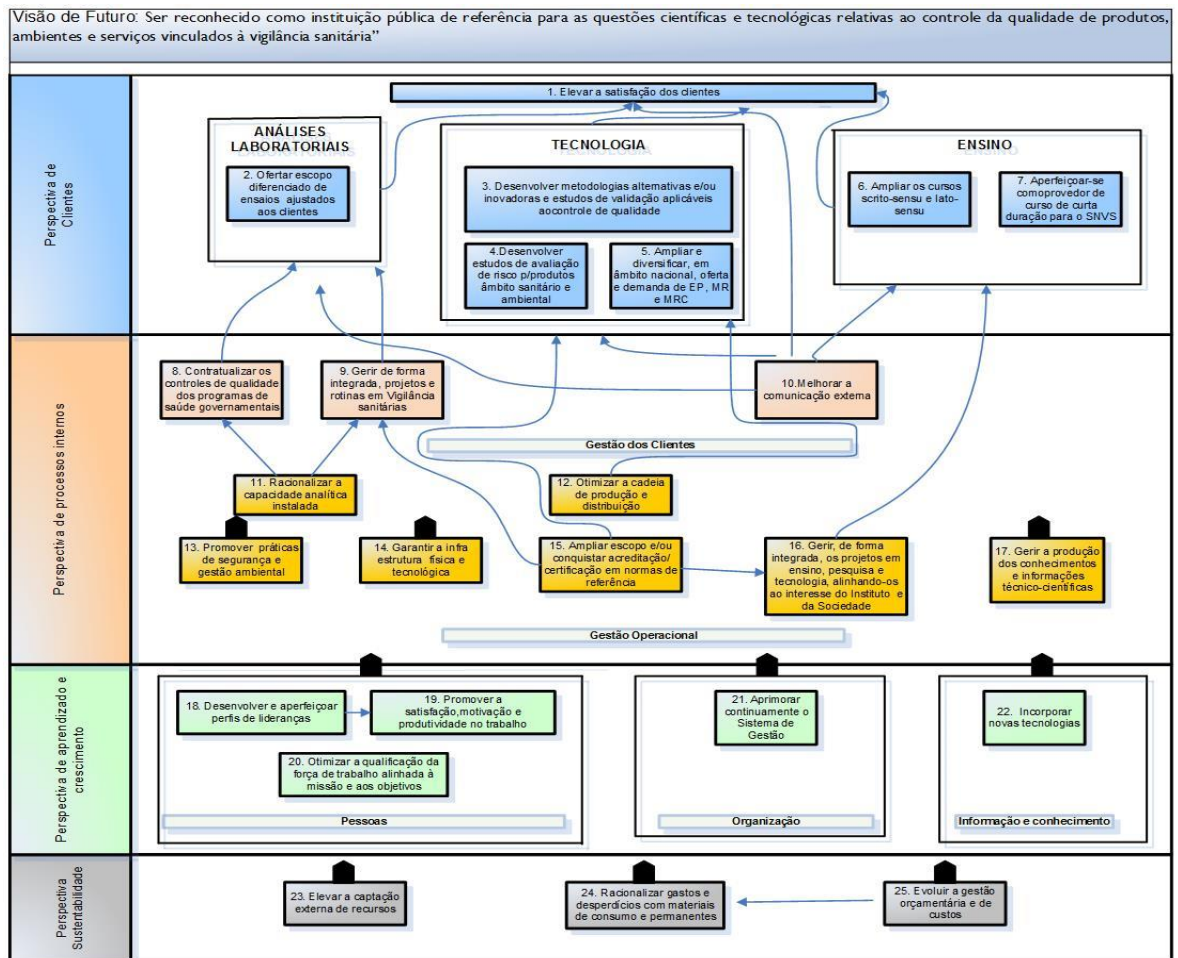 Visão de Futuro: Ser reconhecido como instituição pública de referência para as questões científicas e tecnológicas relativas ao controle da qualidade de produtos,
ambientes e serviços vinculados à vigilância sanitária”
Perspectiva de
Clientes
1. Elevar a satisfação dos clientes
ANÁLISES
LABORATORIAIS
2. Ofertar escopo
diferenciado de
ensaios ajustados
aos clientes
TECNOLOGIA
3. Desenvolver metodologias alternativas e/ou
inovadoras e estudos de validação aplicáveis
aocontrole de qualidade
4.Desenvolver
estudos de avaliação
de risco p/produtos
âmbito sanitário e
ambiental
5. Ampliar e
diversificar, em
âmbito nacional, oferta
e demanda de EP, MR
e MRC
ENSINO
6. Ampliar os cursos
scrito-sensu e lato-
sensu
7. Aperfeiçoar-se
comoprovedor de
curso de curta
duração para o SNVS
Perspectiva de processos internos
8. Contratualizar os
controles de qualidade
dos programas de
saúde governamentais
9. Gerir de forma
integrada, projetos e
rotinas em Vigilância
sanitárias
10.Melhorar a
comunicação externa
Gestão dos Clientes
11. Racionalizar a
capacidade analítica
instalada
12. Otimizar a cadeia
de produção e
distribuição
13. Promover práticas
de segurança e
gestão ambiental
14. Garantir a infra
estrutura física e
tecnológica
15. Ampliar escopo e/ou
conquistar acreditação/
certificação em normas de
referência
16. Gerir, de forma
integrada, os projetos em
ensino, pesquisa e
tecnologia, alinhando-os
ao interesse do Instituto e
da Sociedade
17. Gerir a produção
dos conhecimentos
e informações
técnico-científicas
Gestão Operacional
Perspectiva de aprendizado e
crescimento
18. Desenvolver e aperfeiçoar
perfis de lideranças
19. Promover a
satisfação,motivação e
produtividade no trabalho
20. Otimizar a qualificação da
força de trabalho alinhada à
missão e aos objetivos
Pessoas
21. Aprimorar
continuamente o
Sistema de
Gestão
Organização
22. Incorporar
novas tecnologias
Informação e conhecimento
Perspectiva
Sustentabilidade
23. Elevar a captação
externa de recursos
24. Racionalizar gastos e
desperdícios com materiais
de consumo e permanentes
25. Evoluir a gestão
orçamentária e de
custos